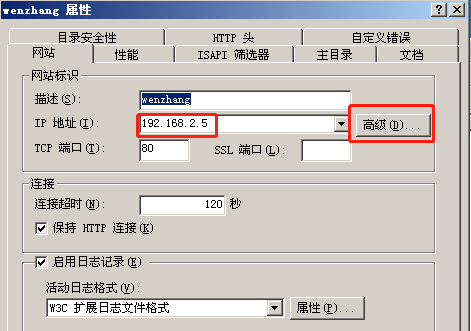 wenzhang 属性
目录安全性 HTTP 头 自定义错误
网站 性能 ISAPI 筛选器 主目录 文档
网站标识
描述(S): wenzhang
IP 地址(I): 192.168.2.5 高级(D)...
TCP 端口(T): 80 SSL 端口(L):
连接
连接超时(N): 120 秒
保持 HTTP 连接(K)
启用日志记录(E)
活动日志格式(V):
W3C 扩展日志文件格式 属性(P)...